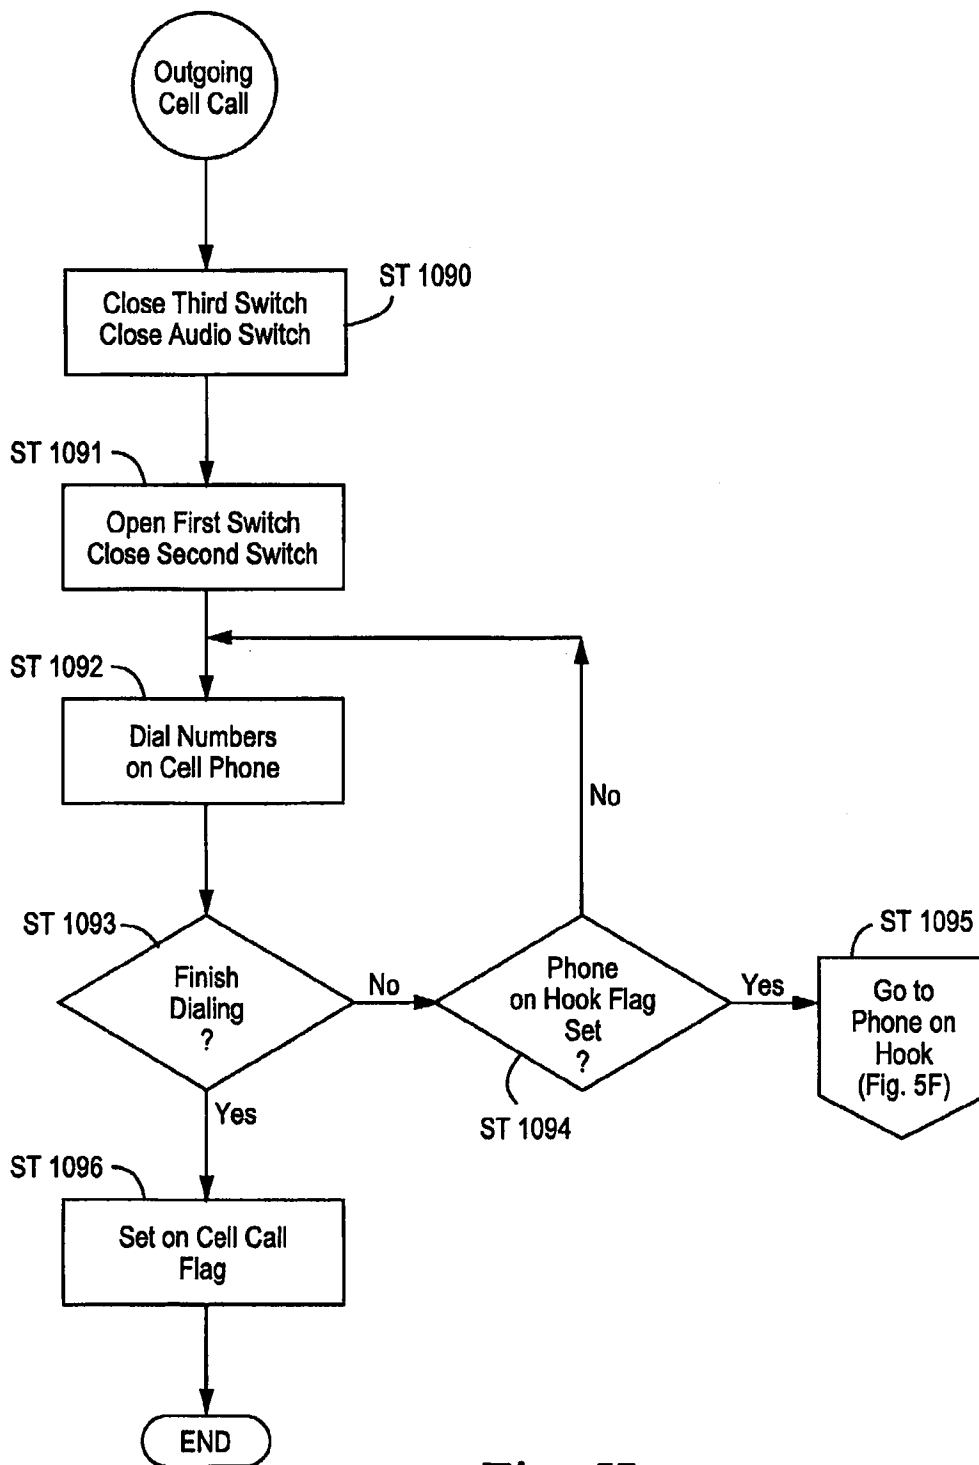 Outgoing
Cell Call
ST 1090
Close Third Switch
Close Audio Switch
ST 1091
Open First Switch
Close Second Switch
ST 1092
Dial Numbers
on Cell Phone
No
ST 1093
Finish
Dialing
?
No
Phone
on Hook Flag
Set
?
ST 1094
Yes
ST 1095
Go to
Phone on
Hook
(Fig. 5F)
Yes
ST 1096
Set on Cell Call
Flag
END